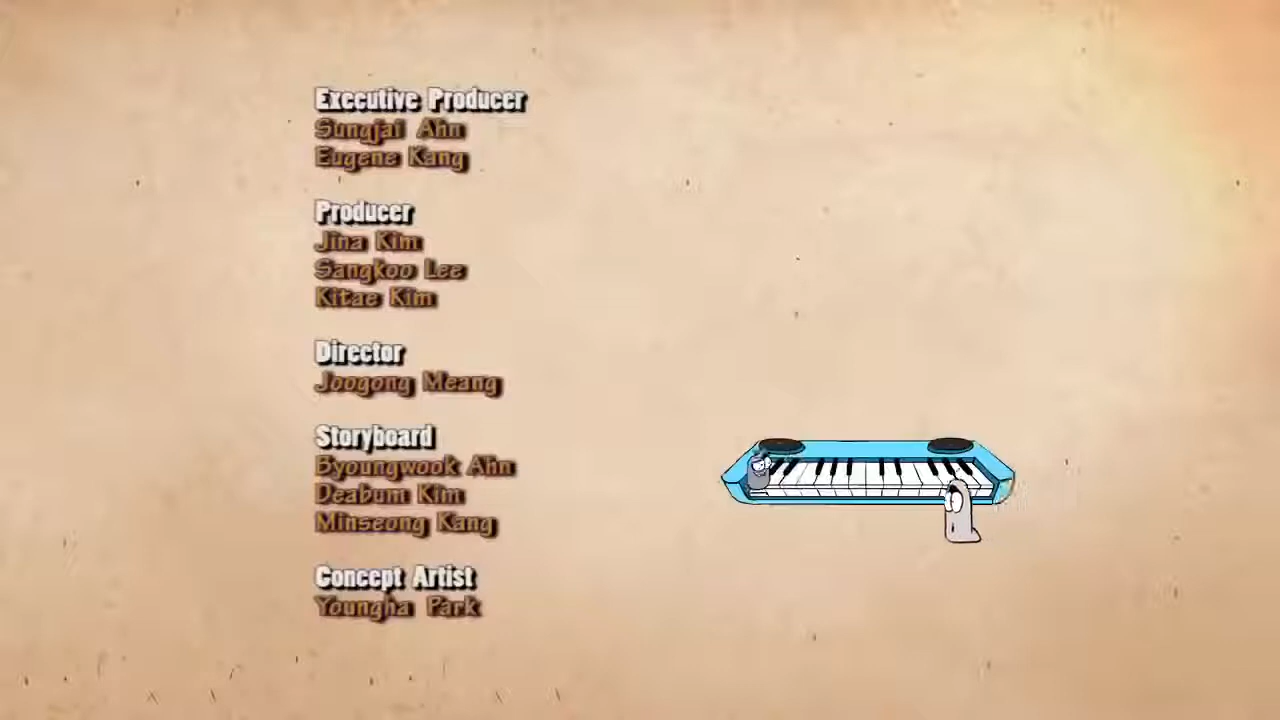 Executive Producer
Sungjai Ahn
Eugene Kang
Producer
Jina Kim
Sangkoo Lee
Kitae Kim
Director
Joogong Meang
Storyboard
Byoungwook Ahn
Deabum Kim
Minseong Kang
Concept Artist
Youngha Park